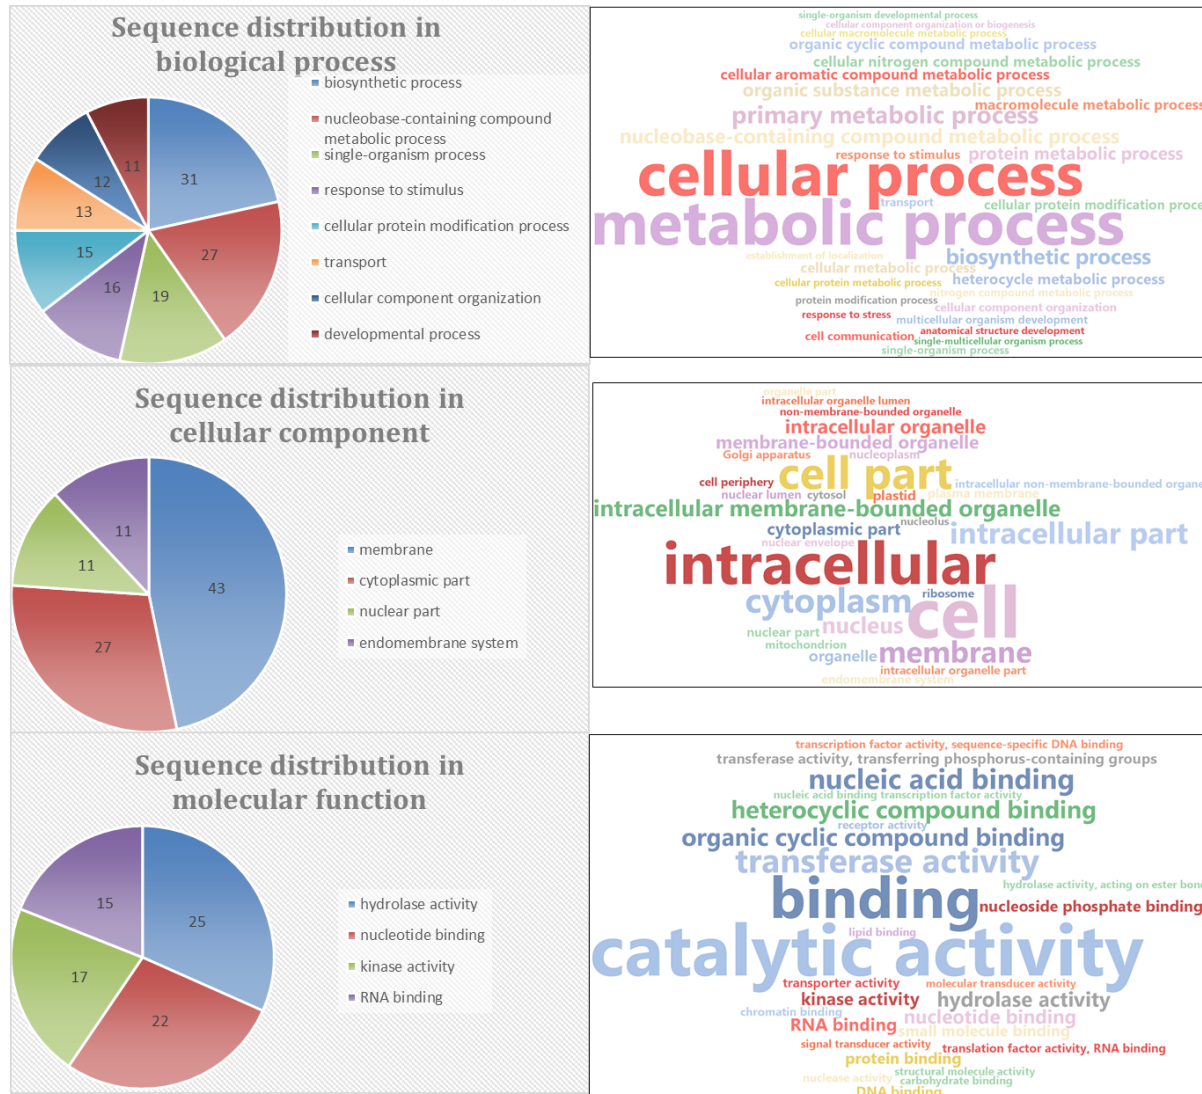 Sequence distribution in
biological process
31
27
19
16
15
13
12
11
biosynthetic process
nucleobase-containing compound
metabolic process
single-organism process
response to stimulus
cellular protein modification process
transport
cellular component organization
developmental process
single-organism developmental process
cellular component organization or biogenesis
cellular macromolecule metabolic process
organic cyclic compound metabolic process
cellular nitrogen compound metabolic process
cellular aromatic compound metabolic process
organic substance metabolic process
macromolecule metabolic process
primary metabolic process
nucleobase-containing compound metabolic process
response to stimulus
protein metabolic process
cellular process
transport
cellular protein modification proce
metabolic process
establishment of localization
biosynthetic process
cellular metabolic process
cellular protein metabolic process
heterocycle metabolic process
nitrogen compound metabolic process
protein modification process
cellular component organization
response to stress
multicellular organism development
cell communication
anatomical structure development
single-multicellular organism process
single-organism process
Sequence distribution in
cellular component
43
27
11
11
membrane
cytoplasmic part
nuclear part
endomembrane system
organelle part
intracellular organelle lumen
non-membrane-bounded organelle
intracellular organelle
membrane-bounded organelle
Golgi apparatus
nucleoplasm
cell part
cell periphery
intracellular non-membrane-bounded organe
nuclear lumen
cytosol
plastid
plasma membrane
intracellular membrane-bounded organelle
nucleolus
cytoplasmic part
intracellular part
nuclear envelope
intracellular
ribosome
cytoplasm
cell
nucleus
nuclear part
mitochondrion
organelle
membrane
intracellular organelle part
endomembrane system
Sequence distribution in
molecular function
25
22
17
15
hydrolase activity
nucleotide binding
kinase activity
RNA binding
transcription factor activity, sequence-specific DNA binding
transferase activity, transferring phosphorus-containing groups
nucleic acid binding
nucleic acid binding transcription factor activity
heterocyclic compound binding
receptor activity
organic cyclic compound binding
transferase activity
binding
hydrolase activity, acting on ester bond
nucleoside phosphate binding
lipid binding
catalytic activity
transporter activity
molecular transducer activity
kinase activity
hydrolase activity
chromatin binding
nucleotide binding
RNA binding
small molecule binding
signal transducer activity
translation factor activity, RNA binding
protein binding
structural molecule activity
nuclease activity
carbohydrate binding
DNA binding